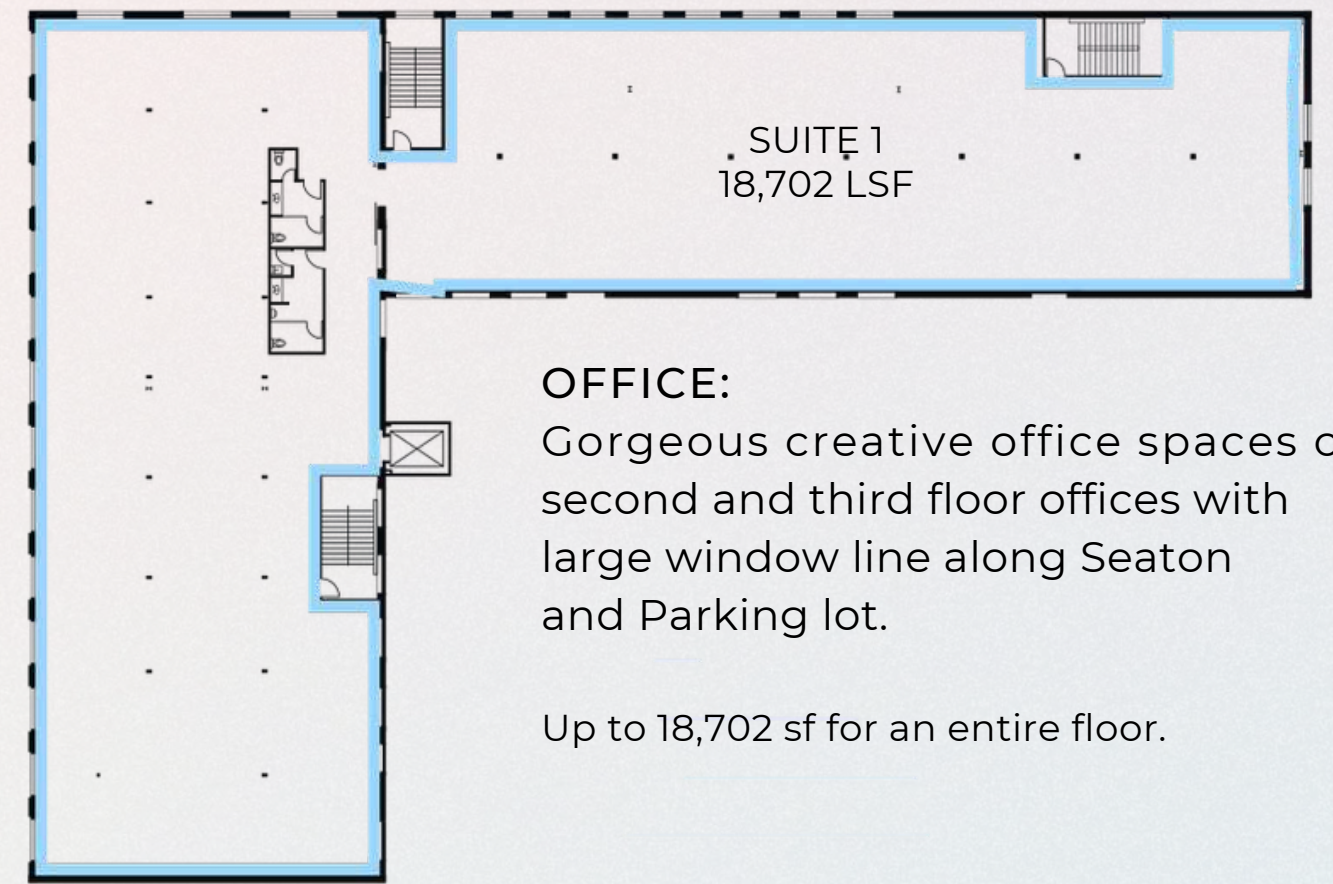 SUITE 1
18,702 LSF
OFFICE:
Gorgeous creative office spaces
second and third floor offices with
large window line along Seaton
and Parking lot.
Up to 18,702 sf for an entire floor.